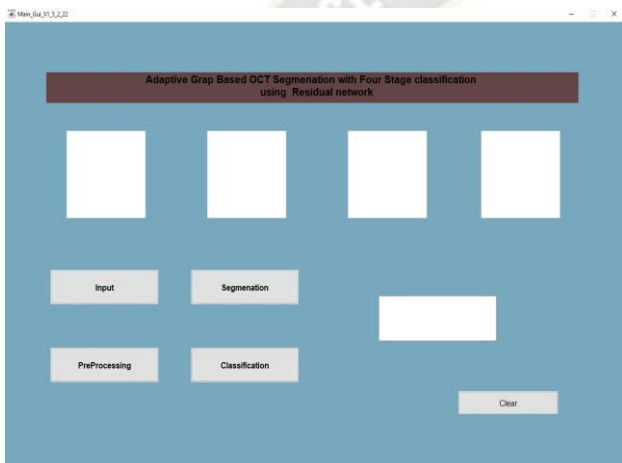 Main_Gui_V1_5_2_22
Adaptive Grap Based OCT Segmenation with Four Stage classification
using Residual network
Input
Segmenation
PreProcessing
Classification
Clear